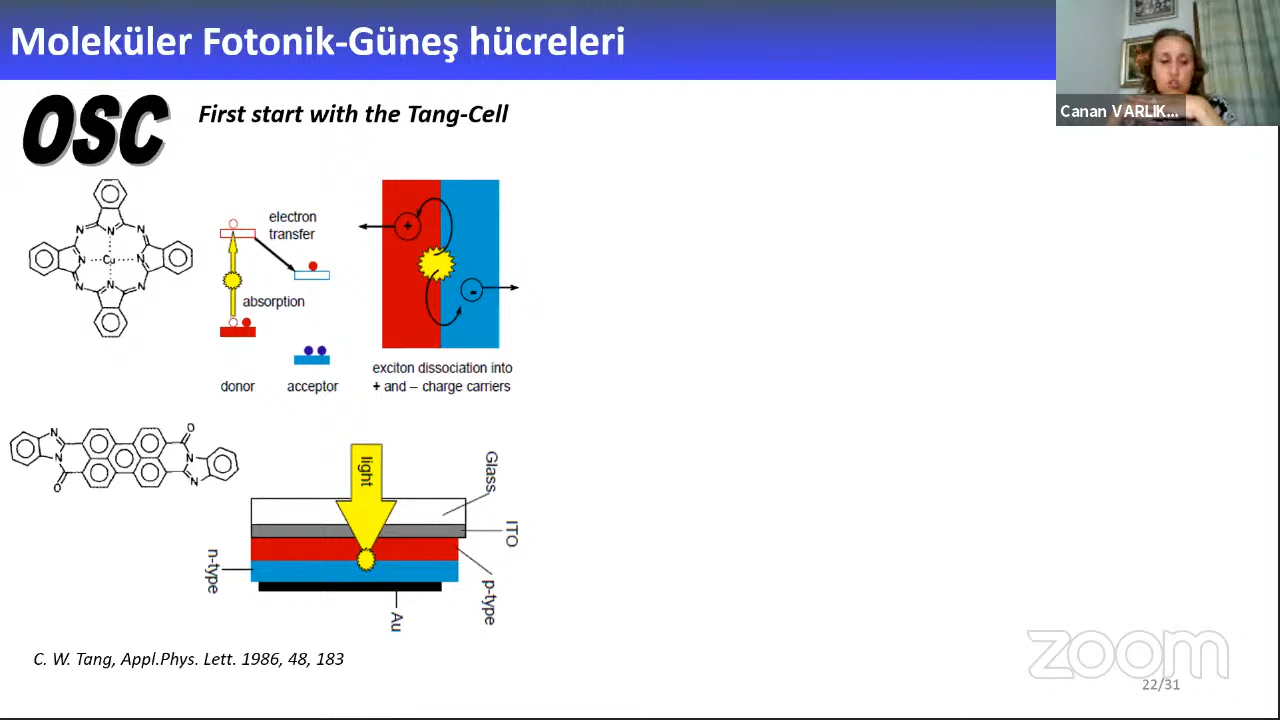 Moleküler Fotonik-Güneş hücreleri
Canan VARLIK...
OSC
First start with the Tang-Cell
electron
transfer
absorption
donor
acceptor
+
-
exciton dissociation into
+ and – charge carriers
N
N
N
N
Cu
N
N
N
N
N
O
N
N
O
N
light
Glass
ITO
n-type
p-type
Au
C. W. Tang, Appl.Phys. Lett. 1986, 48, 183
zoom
22/31